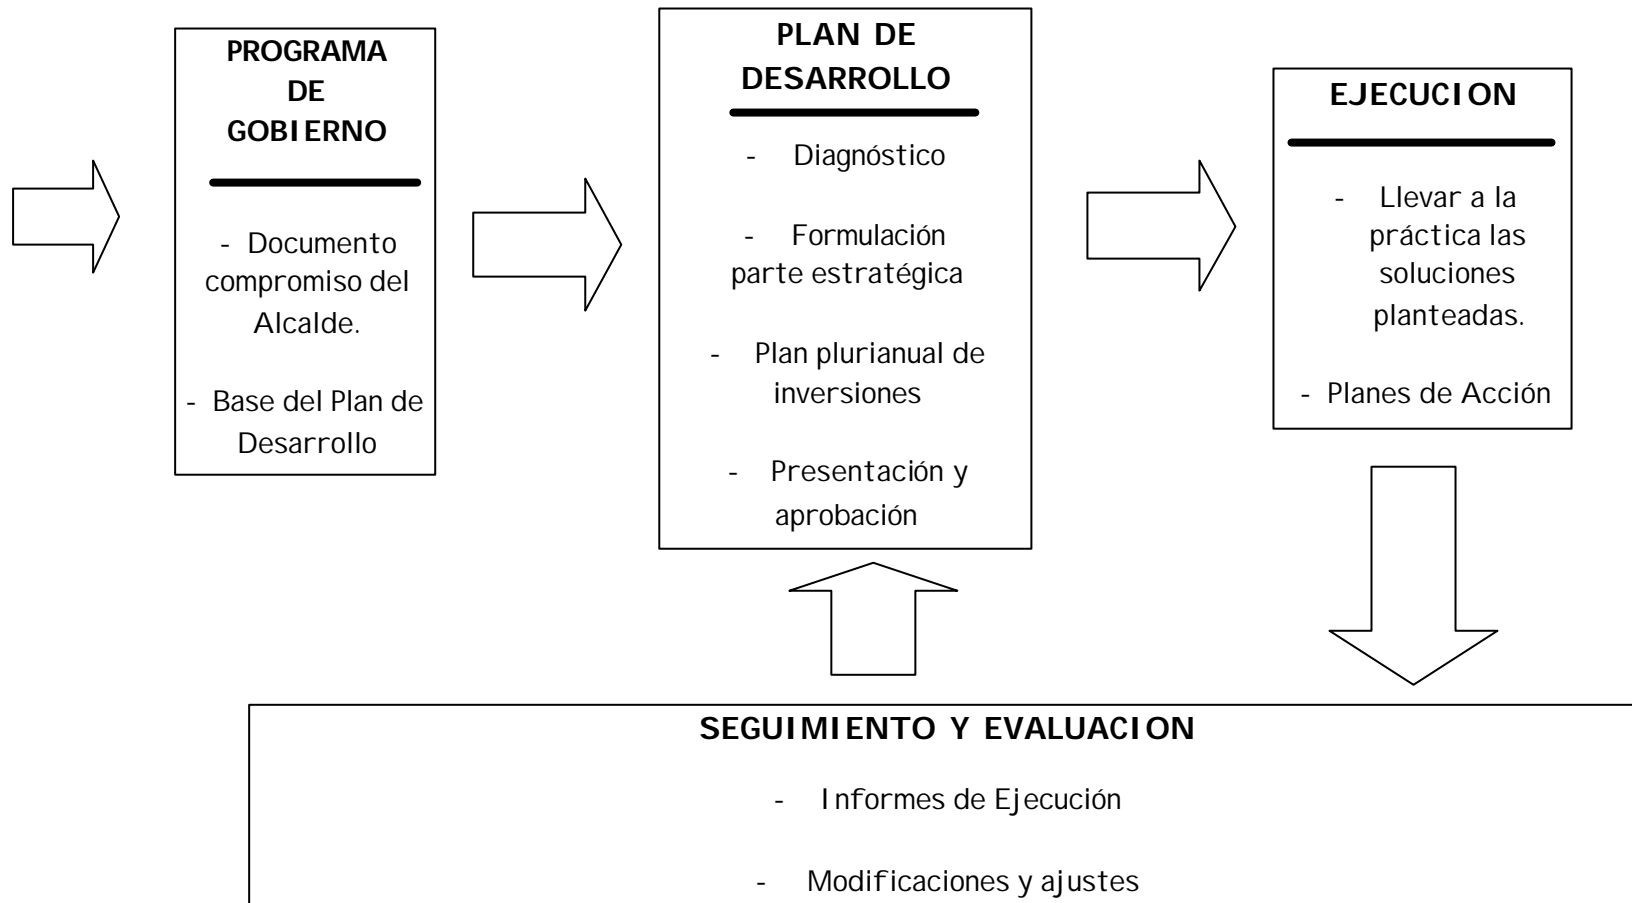 PROGRAMA
DE
GOBIERNO
- Documento
compromiso del
Alcalde.
- Base del Plan de
Desarrollo
PLAN DE
DESARROLLO
- Diagnóstico
- Formulación
parte estratégica
- Plan plurianual de
inversiones
- Presentación y
aprobación
EJECUCION
- Llevar a la
práctica las
soluciones
planteadas.
- Planes de Acción
SEGUIMIENTO Y EVALUACION
- Informes de Ejecución
- Modificaciones y ajustes